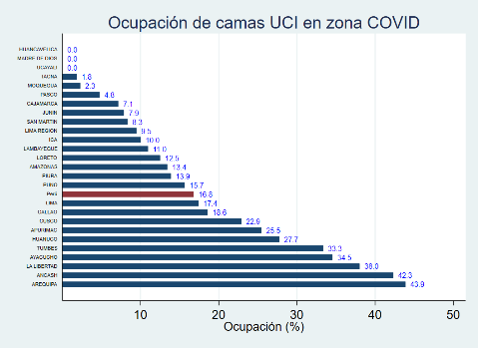 Ocupación de camas UCI en zona COVID
HUANCAVELICA 0.0
MADRE DE DIOS 0.0
UCAYALI 0.0
TACNA 1.8
MOQUEGUA 2.3
PASCO 4.8
CAJAMARCA 7.1
JUNIN 7.9
SAN MARTIN 8.3
LIMA REGION 9.5
ICA 10.0
LAMBAYEQUE 11.0
LORETO 12.5
AMAZONAS 13.4
PIURA 13.9
PUNO 15.7
Perú 16.8
LIMA 17.4
CALLAO 18.6
CUSCO 22.9
APURIMAC 25.5
HUANUCO 27.7
TUMBES 33.3
AYACUCHO 34.5
LA LIBERTAD 38.0
ANCASH 42.3
AREQUIPA 43.9
10 20 30 40 50
Ocupación (%)